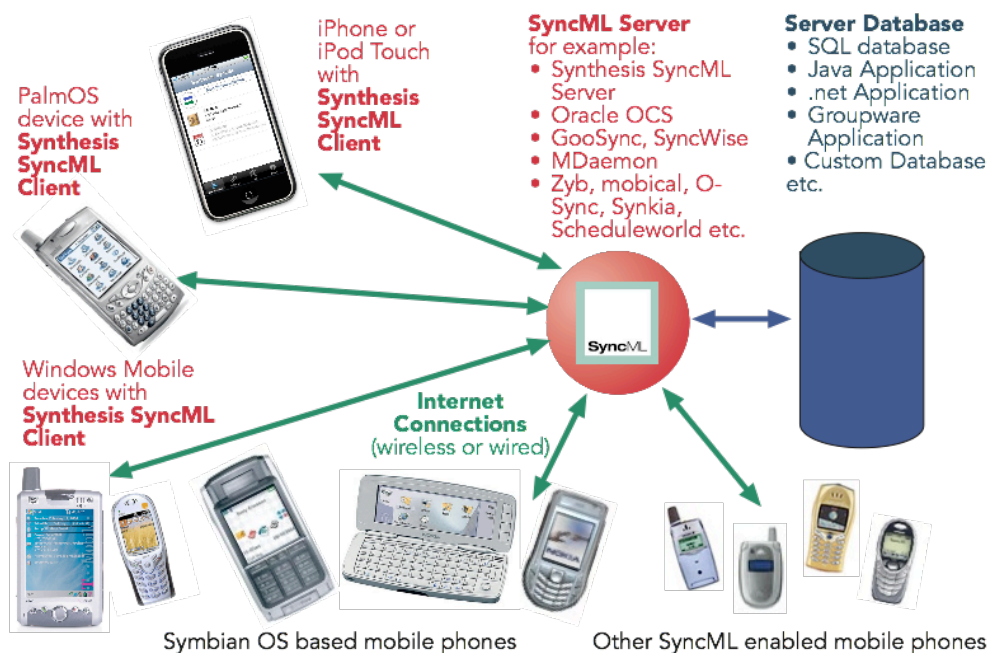 iPhone or
iPod Touch
with
Synthesis
SyncML
Client
SyncML Server
for example:
• Synthesis SyncML
Server
• Oracle OCS
• GooSync, SyncWise
• MDaemon
• Zyb, mobical, O-
Sync, Synkia,
Scheduleworld etc.
Server Database
• SQL database
• Java Application
• .net Application
• Groupware
Application
• Custom Database
etc.
PalmOS
device with
Synthesis
SyncML
Client
SyncML
Windows Mobile
devices with
Synthesis SyncML
Client
Internet
Connections
(wireless or wired)
NOKIA
Symbian OS based mobile phones
Other SyncML enabled mobile phones